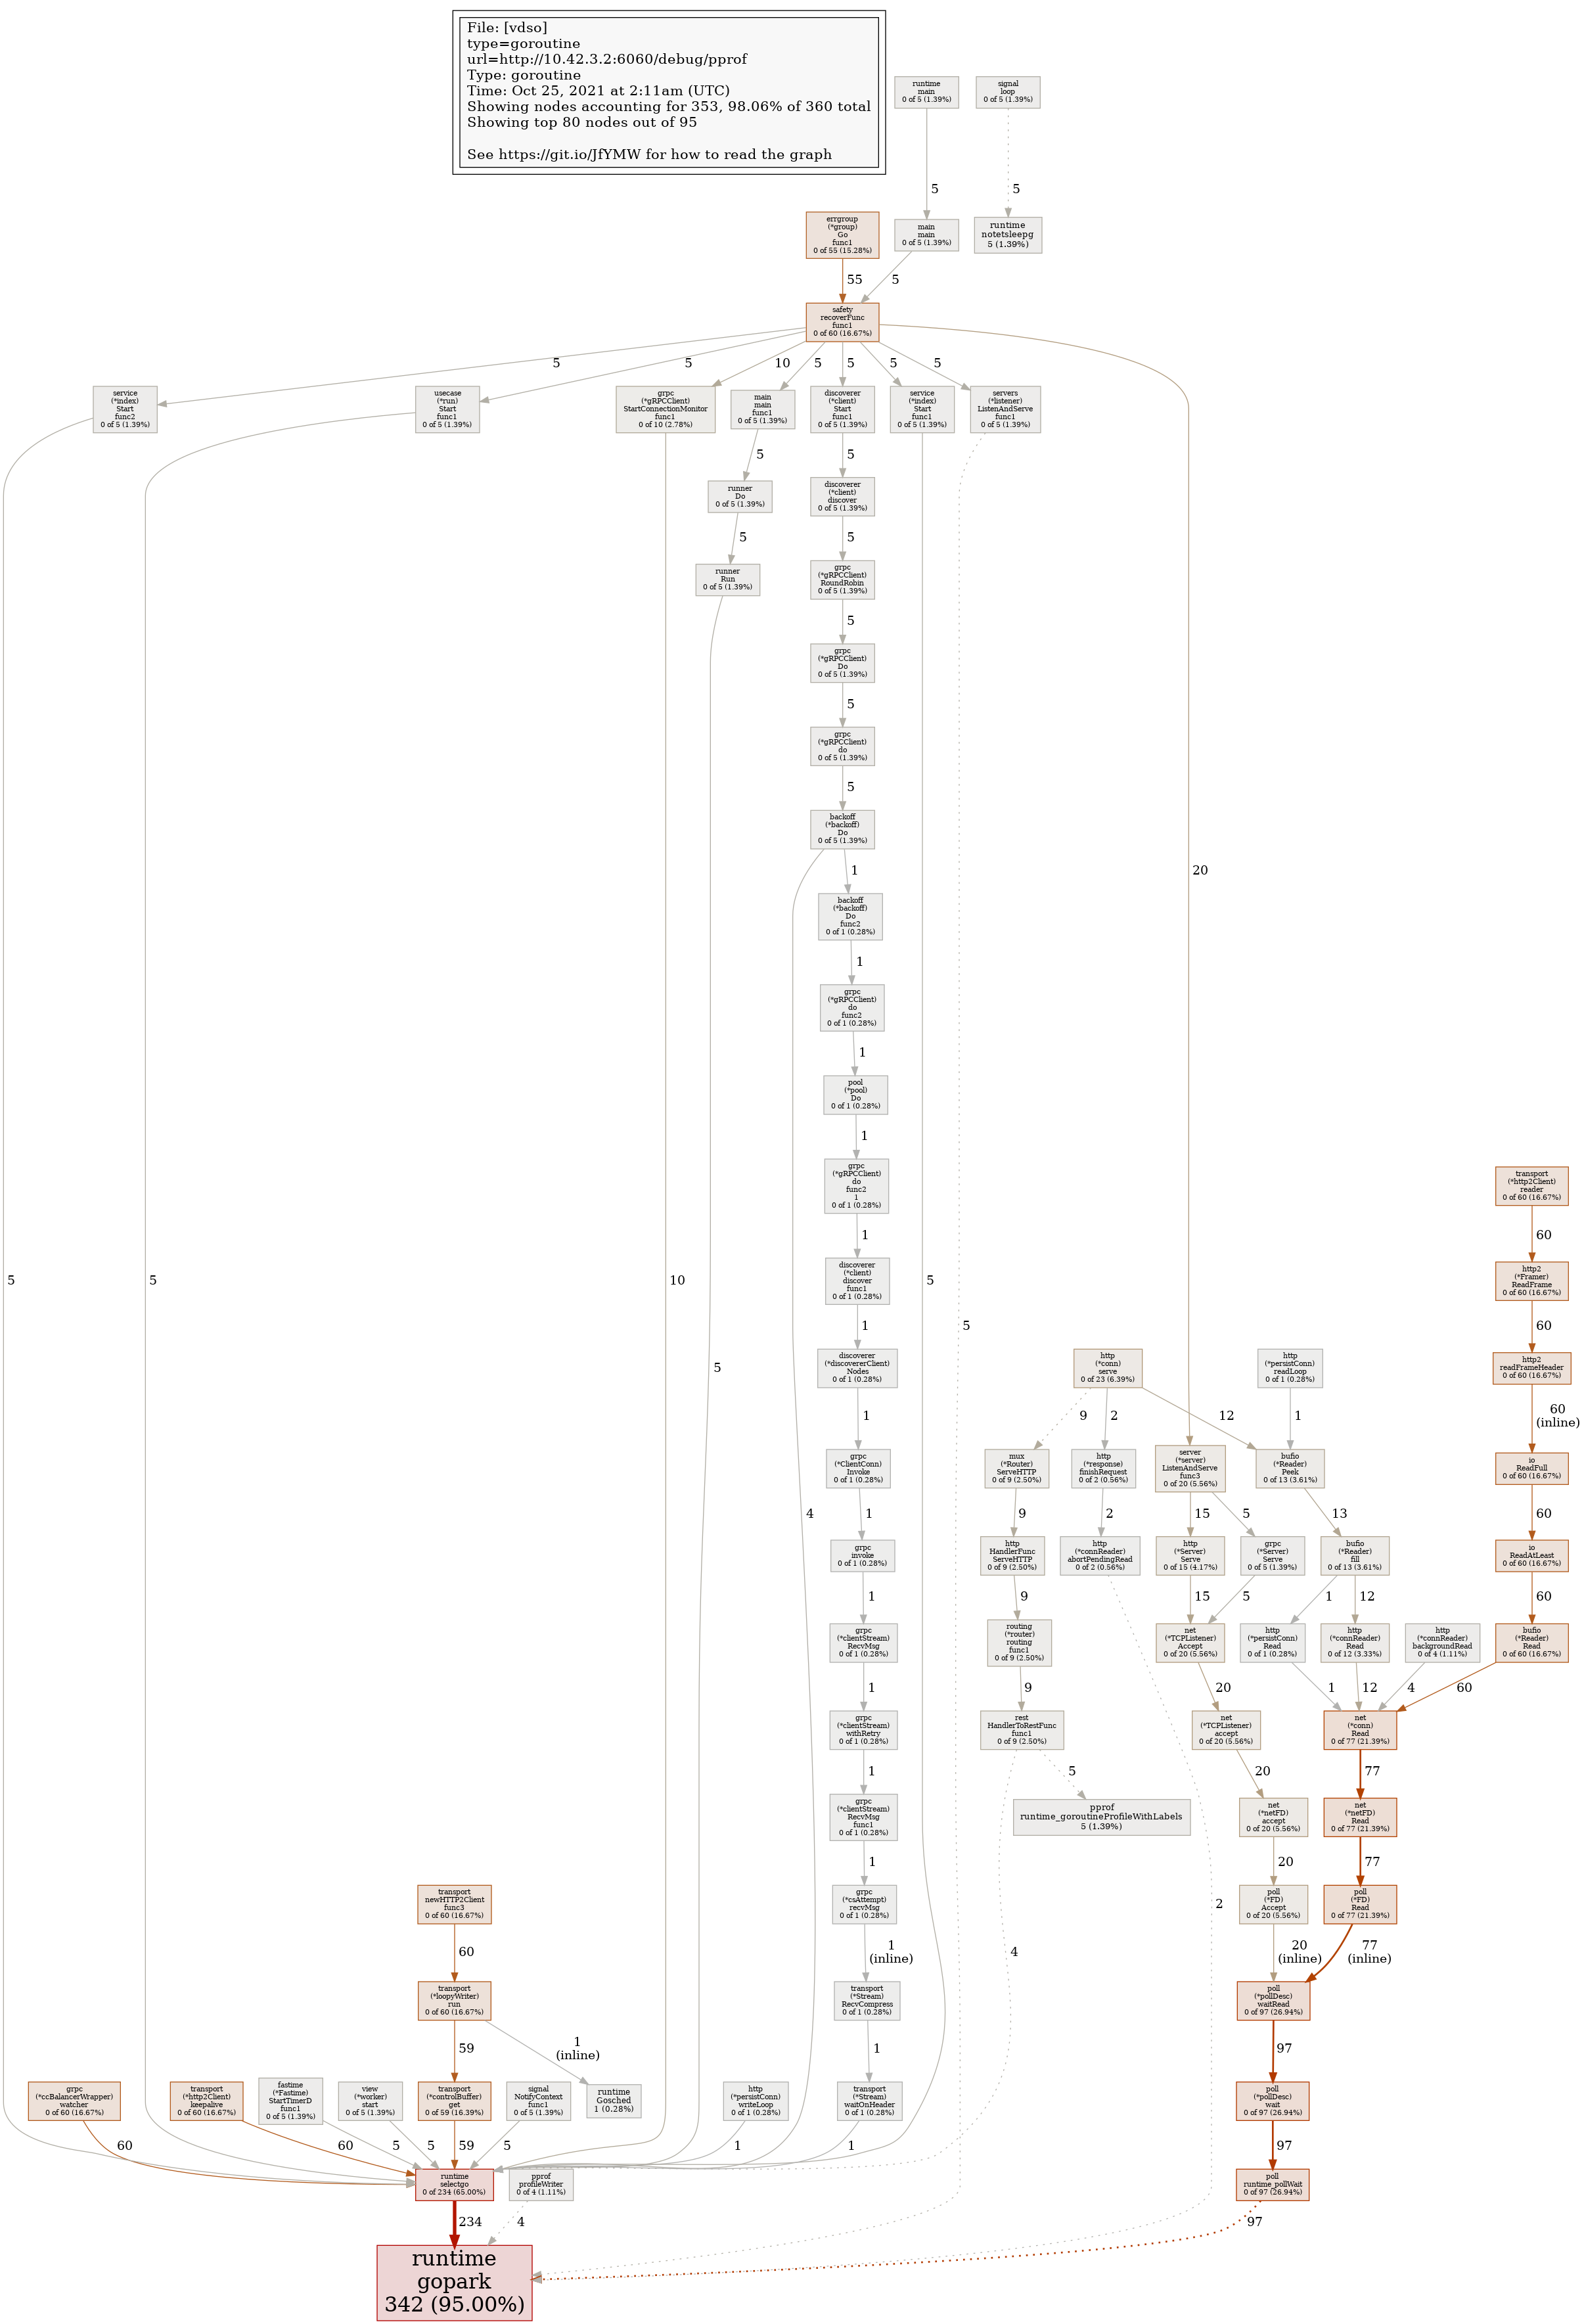 File: [vdso]
type=goroutine
url=http://10.42.3.2:6060/debug/pprof
Type: goroutine
Time: Oct 25, 2021 at 2:11am (UTC)
Showing nodes accounting for 353, 98.06% of 360 total
Showing top 80 nodes out of 95
See https://git.io/JfYMW for how to read the graph
runtime
main
0 of 5 (1.39%)
signal
loop
0 of 5 (1.39%)
5
5
errgroup
(*group)
Go
func1
0 of 55 (15.28%)
main
main
0 of 5 (1.39%)
runtime
notetsleepg
5 (1.39%)
55
5
safety
recoverFunc
func1
0 of 60 (16.67%)
5
5
10
5
5
5
5
20
service
(*index)
Start
func2
0 of 5 (1.39%)
usecase
(*run)
Start
func1
0 of 5 (1.39%)
grpc
(*gRPCClient)
StartConnectionMonitor
func1
0 of 10 (2.78%)
main
main
func1
0 of 5 (1.39%)
discoverer
(*client)
Start
func1
0 of 5 (1.39%)
service
(*index)
Start
func1
0 of 5 (1.39%)
servers
(*listener)
ListenAndServe
func1
0 of 5 (1.39%)
5
5
runner
Do
0 of 5 (1.39%)
discoverer
(*client)
discover
0 of 5 (1.39%)
5
5
runner
Run
0 of 5 (1.39%)
grpc
(*gRPCClient)
RoundRobin
0 of 5 (1.39%)
5
grpc
(*gRPCClient)
Do
0 of 5 (1.39%)
5
grpc
(*gRPCClient)
do
0 of 5 (1.39%)
5
backoff
(*backoff)
Do
0 of 5 (1.39%)
1
backoff
(*backoff)
Do
func2
0 of 1 (0.28%)
1
grpc
(*gRPCClient)
do
func2
0 of 1 (0.28%)
1
pool
(*pool)
Do
0 of 1 (0.28%)
1
grpc
(*gRPCClient)
do
func2
1
0 of 1 (0.28%)
1
discoverer
(*client)
discover
func1
0 of 1 (0.28%)
1
discoverer
(*discovererClient)
Nodes
0 of 1 (0.28%)
1
grpc
(*ClientConn)
Invoke
0 of 1 (0.28%)
1
grpc
invoke
0 of 1 (0.28%)
1
grpc
(*clientStream)
RecvMsg
0 of 1 (0.28%)
1
grpc
(*clientStream)
withRetry
0 of 1 (0.28%)
1
grpc
(*clientStream)
RecvMsg
func1
0 of 1 (0.28%)
1
grpc
(*csAttempt)
recvMsg
0 of 1 (0.28%)
1
(inline)
transport
(*Stream)
RecvCompress
0 of 1 (0.28%)
1
transport
(*Stream)
waitOnHeader
0 of 1 (0.28%)
1
5
5
10
5
4
5
5
transport
(*http2Client)
reader
0 of 60 (16.67%)
60
http2
(*Framer)
ReadFrame
0 of 60 (16.67%)
60
http2
readFrameHeader
0 of 60 (16.67%)
60
(inline)
io
ReadFull
0 of 60 (16.67%)
60
io
ReadAtLeast
0 of 60 (16.67%)
60
bufio
(*Reader)
Read
0 of 60 (16.67%)
60
http
(*conn)
serve
0 of 23 (6.39%)
http
(*persistConn)
readLoop
0 of 1 (0.28%)
9
2
12
1
mux
(*Router)
ServeHTTP
0 of 9 (2.50%)
http
(*response)
finishRequest
0 of 2 (0.56%)
server
(*server)
ListenAndServe
func3
0 of 20 (5.56%)
bufio
(*Reader)
Peek
0 of 13 (3.61%)
9
2
15
5
13
http
HandlerFunc
ServeHTTP
0 of 9 (2.50%)
http
(*connReader)
abortPendingRead
0 of 2 (0.56%)
http
(*Server)
Serve
0 of 15 (4.17%)
grpc
(*Server)
Serve
0 of 5 (1.39%)
bufio
(*Reader)
fill
0 of 13 (3.61%)
9
15
5
1
12
routing
(*router)
routing
func1
0 of 9 (2.50%)
net
(*TCPListener)
Accept
0 of 20 (5.56%)
http
(*persistConn)
Read
0 of 1 (0.28%)
http
(*connReader)
Read
0 of 12 (3.33%)
http
(*connReader)
backgroundRead
0 of 4 (1.11%)
9
20
1
12
4
rest
HandlerToRestFunc
func1
0 of 9 (2.50%)
net
(*TCPListener)
accept
0 of 20 (5.56%)
net
(*conn)
Read
0 of 77 (21.39%)
5
20
77
pprof
runtime_goroutineProfileWithLabels
5 (1.39%)
net
(*netFD)
accept
0 of 20 (5.56%)
net
(*netFD)
Read
0 of 77 (21.39%)
20
77
poll
(*FD)
Accept
0 of 20 (5.56%)
poll
(*FD)
Read
0 of 77 (21.39%)
4
2
20
(inline)
77
(inline)
poll
(*pollDesc)
waitRead
0 of 97 (26.94%)
97
poll
(*pollDesc)
wait
0 of 97 (26.94%)
97
poll
runtime_pollWait
0 of 97 (26.94%)
97
transport
newHTTP2Client
func3
0 of 60 (16.67%)
60
transport
(*loopyWriter)
run
0 of 60 (16.67%)
59
1
(inline)
grpc
(*ccBalancerWrapper)
watcher
0 of 60 (16.67%)
transport
(*http2Client)
keepalive
0 of 60 (16.67%)
fastime
(*Fastime)
StartTimerD
func1
0 of 5 (1.39%)
view
(*worker)
start
0 of 5 (1.39%)
transport
(*controlBuffer)
get
0 of 59 (16.39%)
signal
NotifyContext
func1
0 of 5 (1.39%)
runtime
Gosched
1 (0.28%)
http
(*persistConn)
writeLoop
0 of 1 (0.28%)
60
60
5
5
59
5
1
runtime
selectgo
0 of 234 (65.00%)
pprof
profileWriter
0 of 4 (1.11%)
234
4
runtime
gopark
342 (95.00%)